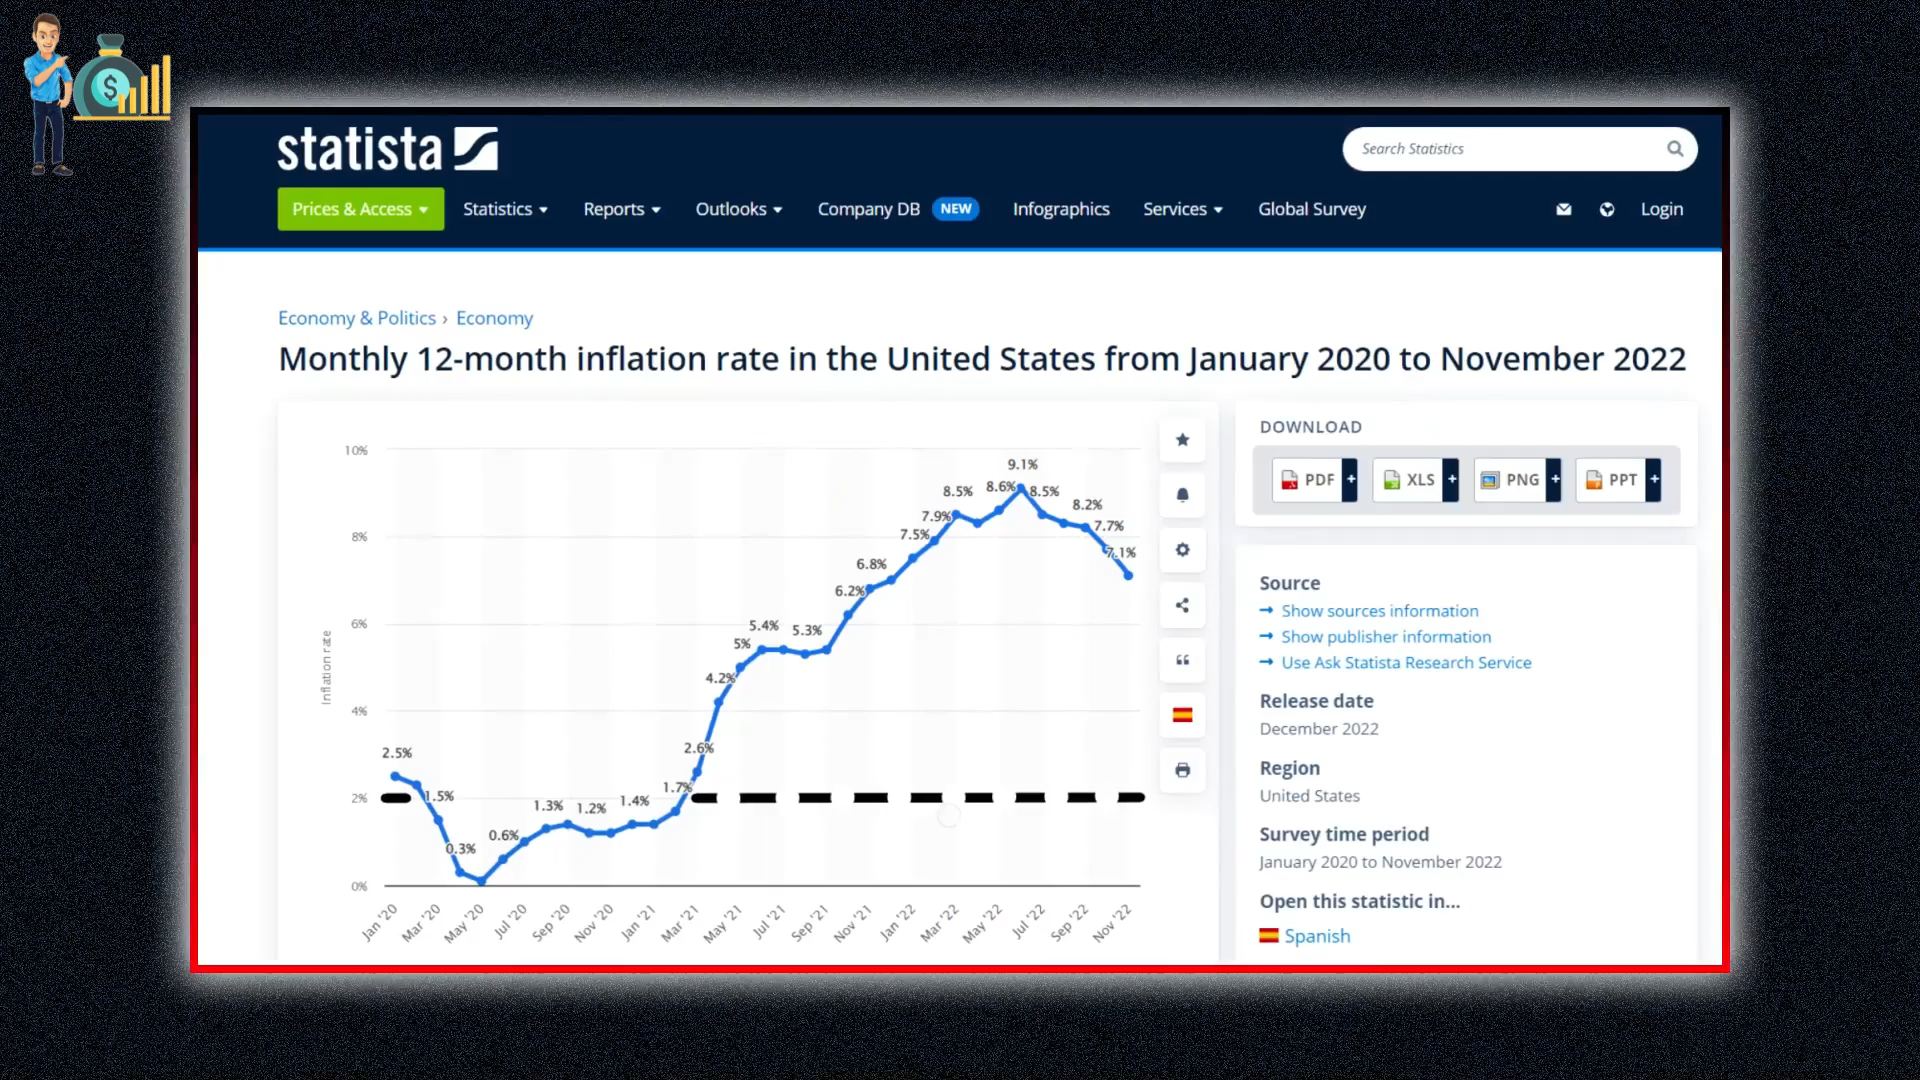 $
statista
Search Statistics
Prices & Access Statistics Reports Outlooks Company DB NEW Infographics Services Global Survey Login
Economy & Politics › Economy
Monthly 12-month inflation rate in the United States from January 2020 to November 2022
10%
8%
6%
4%
2%
0%
Inflation rate
2.5%
1.5%
0.3%
0.6%
1.3%
1.2%
1.4%
1.7%
2.6%
4.2%
5%
5.4%
5.3%
6.2%
6.8%
7.5%
7.9%
8.5%
8.6%
9.1%
8.5%
8.2%
7.7%
7.1%
Jan '20
Mar '20
May '20
Jul '20
Sep '20
Nov '20
Jan '21
Mar '21
May '21
Jul '21
Sep '21
Nov '21
Jan '22
Mar '22
May '22
Jul '22
Sep '22
Nov '22
DOWNLOAD
PDF + XLS + PNG + PPT +
Source
→ Show sources information
→ Show publisher information
→ Use Ask Statista Research Service
Release date
December 2022
Region
United States
Survey time period
January 2020 to November 2022
Open this statistic in...
Spanish